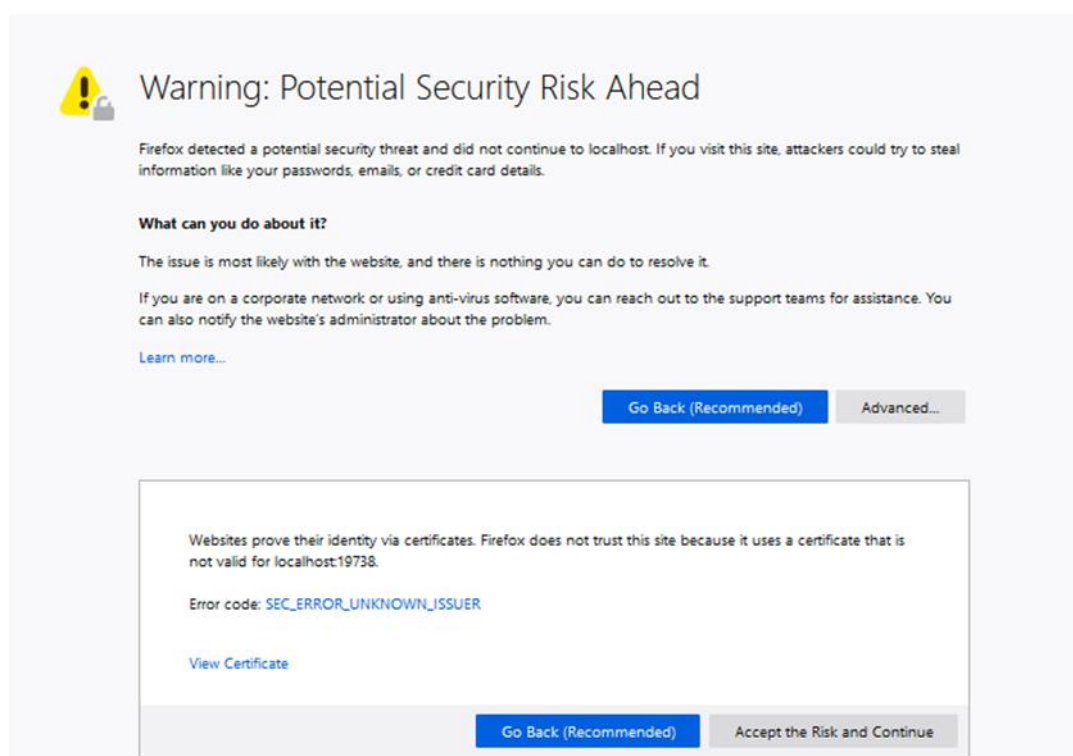 Warning: Potential Security Risk Ahead
Firefox detected a potential security threat and did not continue to localhost. If you visit this site, attackers could try to steal
information like your passwords, emails, or credit card details.
What can you do about it?
The issue is most likely with the website, and there is nothing you can do to resolve it.
If you are on a corporate network or using anti-virus software, you can reach out to the support teams for assistance. You
can also notify the website's administrator about the problem.
Learn more...
Go Back (Recommended) Advanced...
Websites prove their identity via certificates. Firefox does not trust this site because it uses a certificate that is
not valid for localhost:19738.
Error code: SEC_ERROR_UNKNOWN_ISSUER
View Certificate
Go Back (Recommended) Accept the Risk and Continue